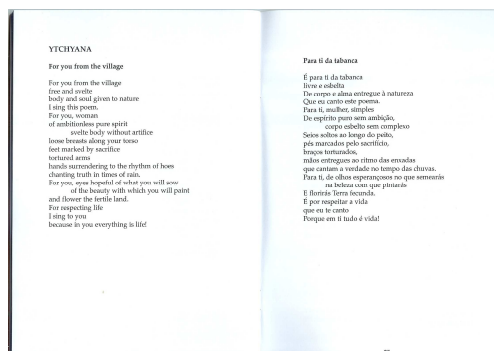 YTCHYANA
For you from the village
For you from the village
free and svelte
body and soul given to nature
I sing this poem.
For you, woman
of ambitionless pure spirit
svelte body without artifice
loose breasts along your torso
feet marked by sacrifice
tortured arms
hands surrendering to the rhythm of hoes
chanting truth in times of rain.
For you, eyes hopeful of what you will sow
of the beauty with which you will paint
and flower the fertile land.
For respecting life
I sing to you
because in you everything is life!
Para ti da tabanca
É para ti da tabanca
livre e esbelta
De corpo e alma entregue à natureza
Que eu canto este poema.
Para ti, mulher, simples
De espírito puro sem ambição,
corpo esbelto sem complexo
Seios soltos ao longo do peito,
pés marcados pelo sacrifício,
braços torturados,
mãos entregues ao ritmo das enxadas
que cantam a verdade no tempo das chuvas.
Para ti, de olhos esperançosos no que semearás
na beleza com que pintarás
E florirás Terra fecunda.
É por respeitar a vida
que eu te canto
Porque em ti tudo é vida!